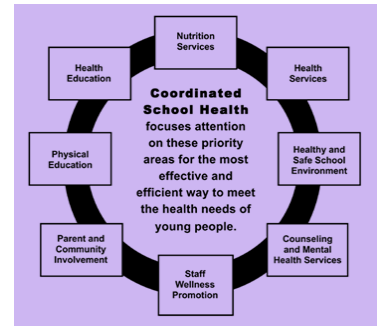 Nutrition
Services
Health
Education
Health
Services
Coordinated
School Health
focuses attention
on these priority
areas for the most
effective and
efficient way to meet
the health needs of
young people.
Physical
Education
Healthy and
Safe School
Environment
Parent and
Community
Involvement
Counseling
and Mental
Health Services
Staff
Wellness
Promotion